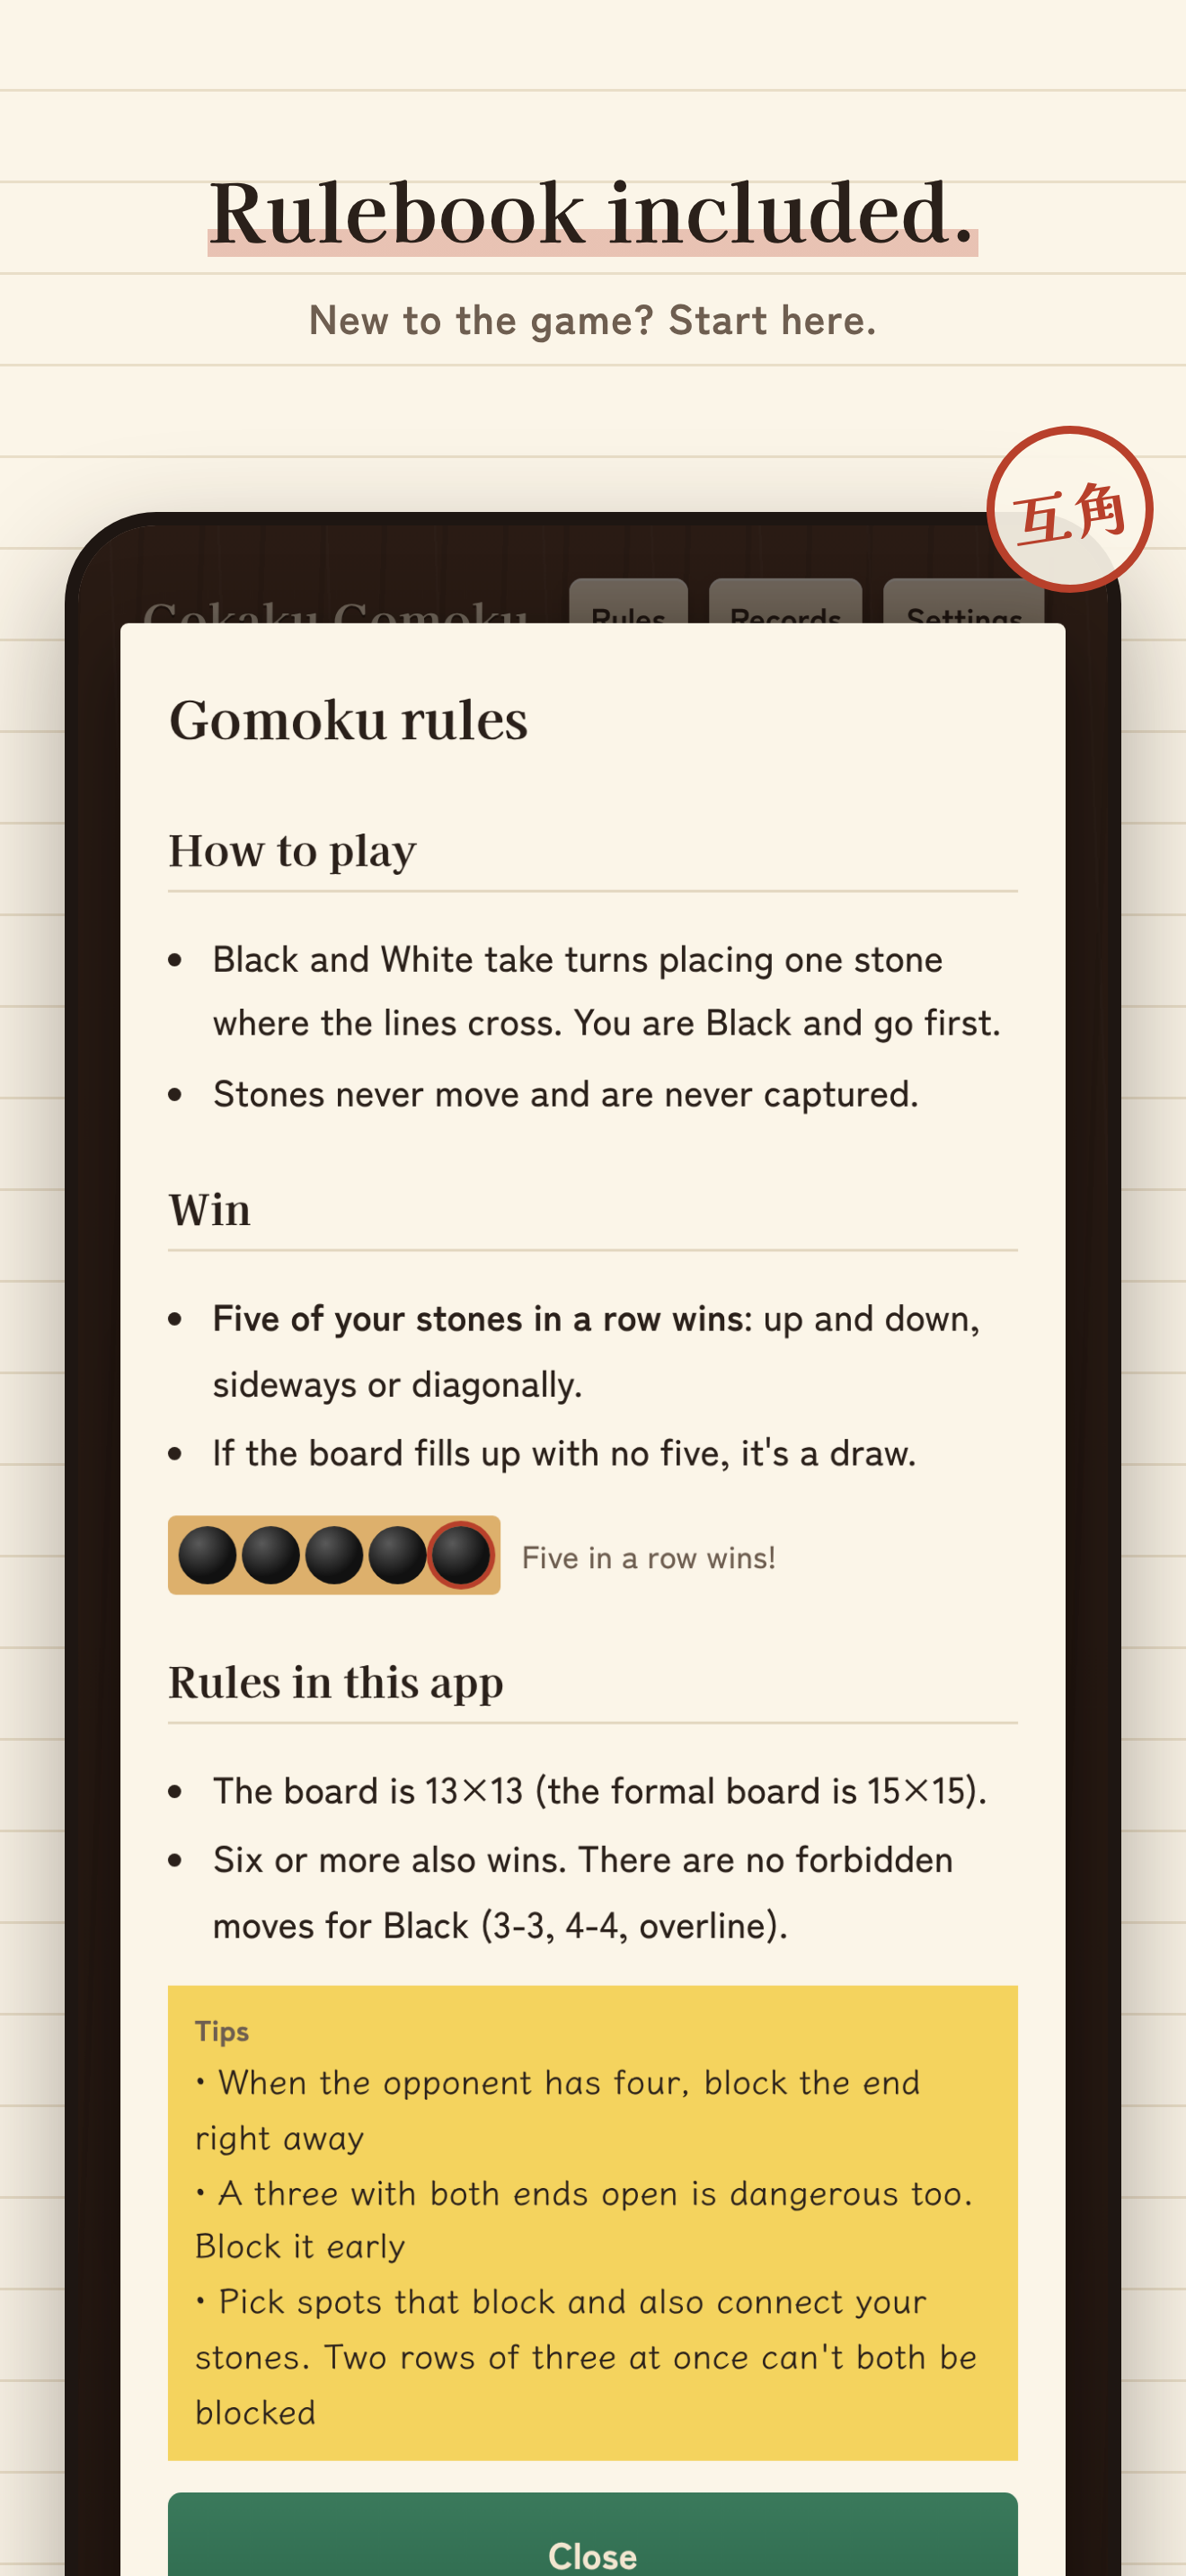 Rulebook included.
New to the game? Start here.
互角
Gokaku Gomoku
Rules
Records
Settings
Gomoku rules
How to play
• Black and White take turns placing one stone
where the lines cross. You are Black and go first.
• Stones never move and are never captured.
Win
• Five of your stones in a row wins: up and down,
sideways or diagonally.
• If the board fills up with no five, it's a draw.
Five in a row wins!
Rules in this app
• The board is 13×13 (the formal board is 15×15).
• Six or more also wins. There are no forbidden
moves for Black (3-3, 4-4, overline).
Tips
・When the opponent has four, block the end
right away
・A three with both ends open is dangerous too.
Block it early
・Pick spots that block and also connect your
stones. Two rows of three at once can't both be
blocked
Close